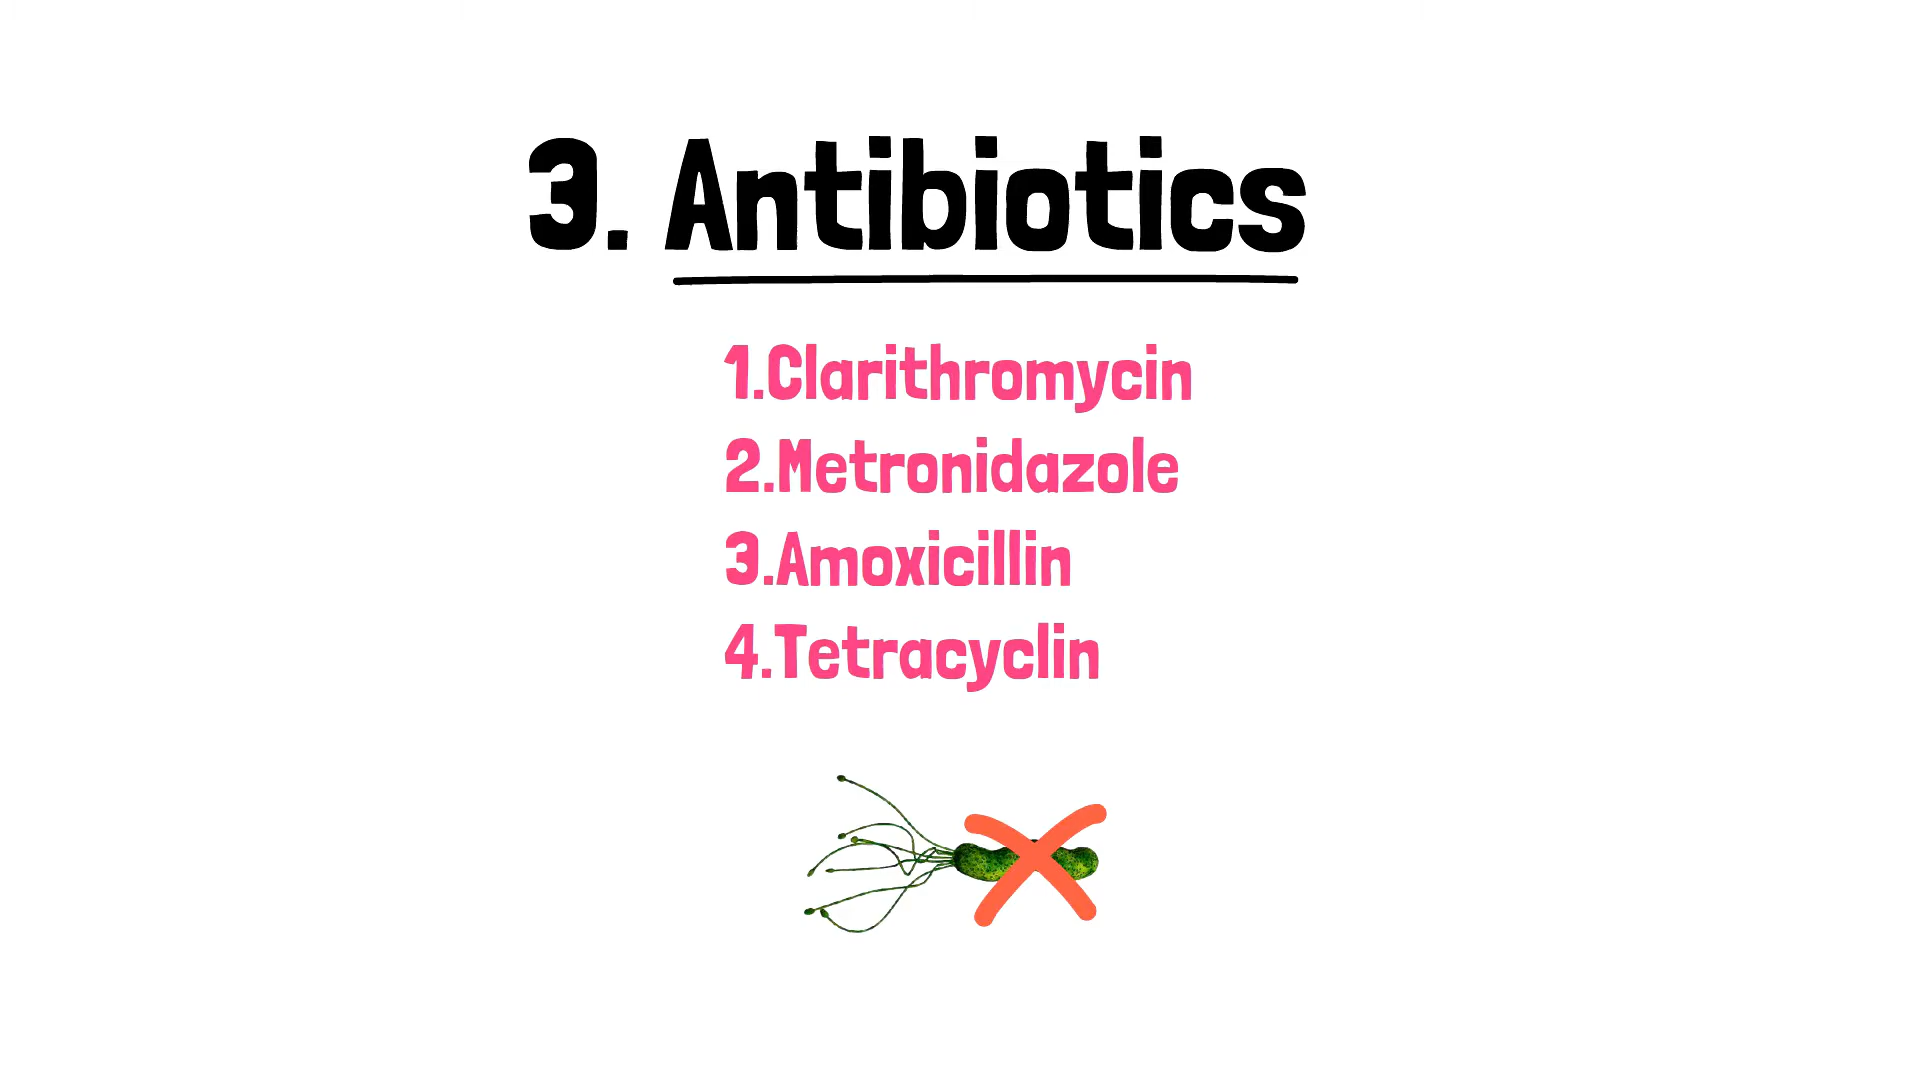 3. Antibiotics
1.Clarithromycin
2.Metronidazole
3.Amoxicillin
4.Tetracyclin